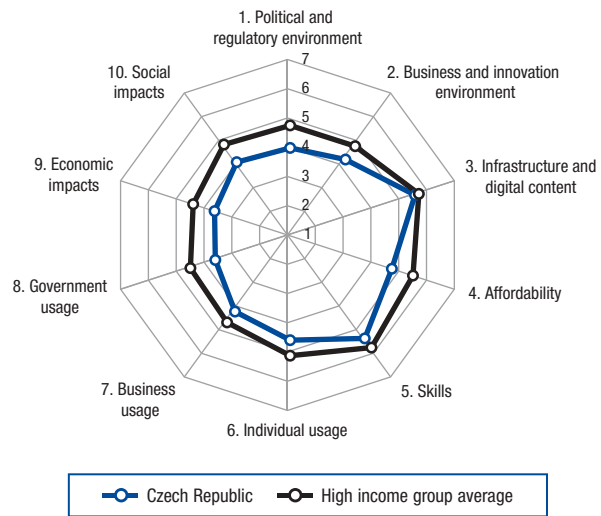 1. Political and
regulatory environment
2. Business and innovation
environment
3. Infrastructure and
digital content
4. Affordability
5. Skills
6. Individual usage
7. Business
usage
8. Government
usage
9. Economic
impacts
10. Social
impacts
7
6
5
4
3
2
1
Czech Republic
High income group average